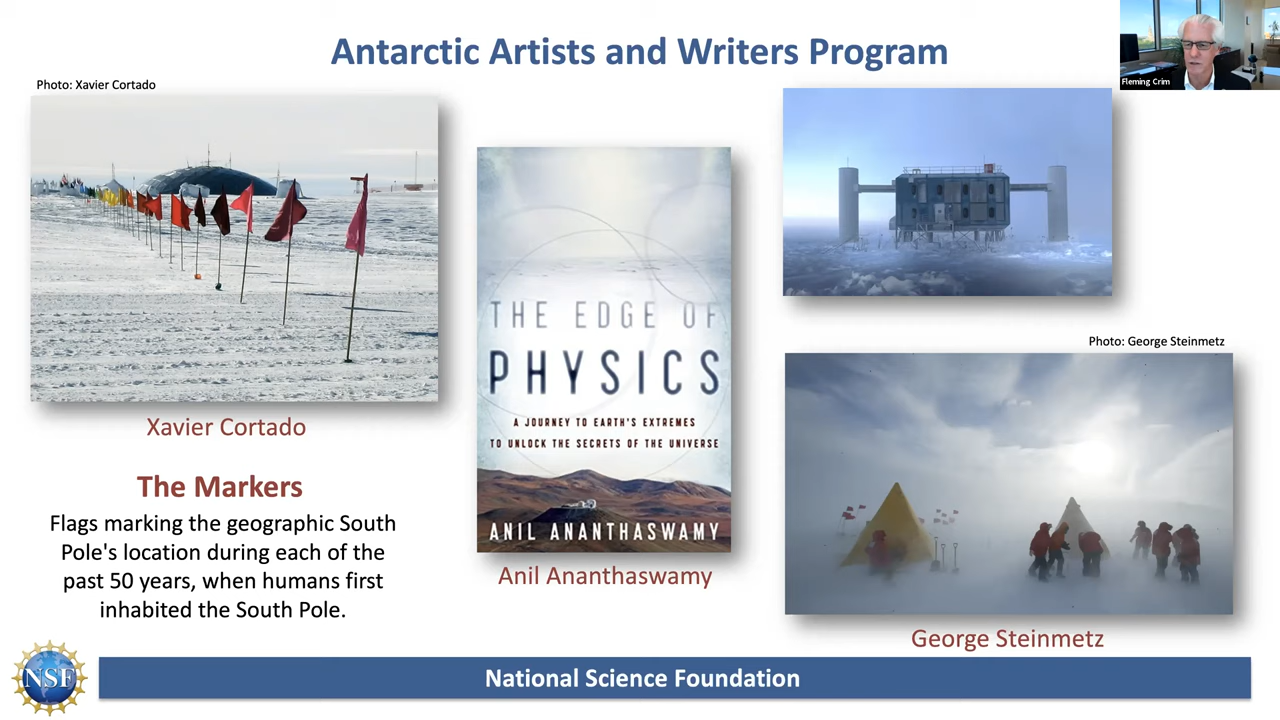 Antarctic Artists and Writers Program
Fleming Crim
Photo: Xavier Cortado
Xavier Cortado
The Markers
Flags marking the geographic South
Pole's location during each of the
past 50 years, when humans first
inhabited the South Pole.
THE EDGE OF
PHYSICS
A JOURNEY TO EARTH'S EXTREMES
TO UNLOCK THE SECRETS OF THE UNIVERSE
ANIL ANANTHASWAMY
Anil Ananthaswamy
Photo: George Steinmetz
George Steinmetz
NSF
National Science Foundation